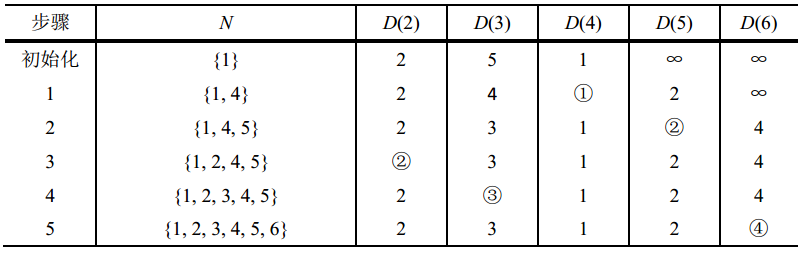 步骤 N D(2) D(3) D(4) D(5) D(6)
初始化 {1} 2 5 1 ∞ ∞
1 {1, 4} 2 4 ① 2 ∞
2 {1, 4, 5} 2 3 1 ② 4
3 {1, 2, 4, 5} ② 3 1 2 4
4 {1, 2, 3, 4, 5} 2 ③ 1 2 4
5 {1, 2, 3, 4, 5, 6} 2 3 1 2 ④